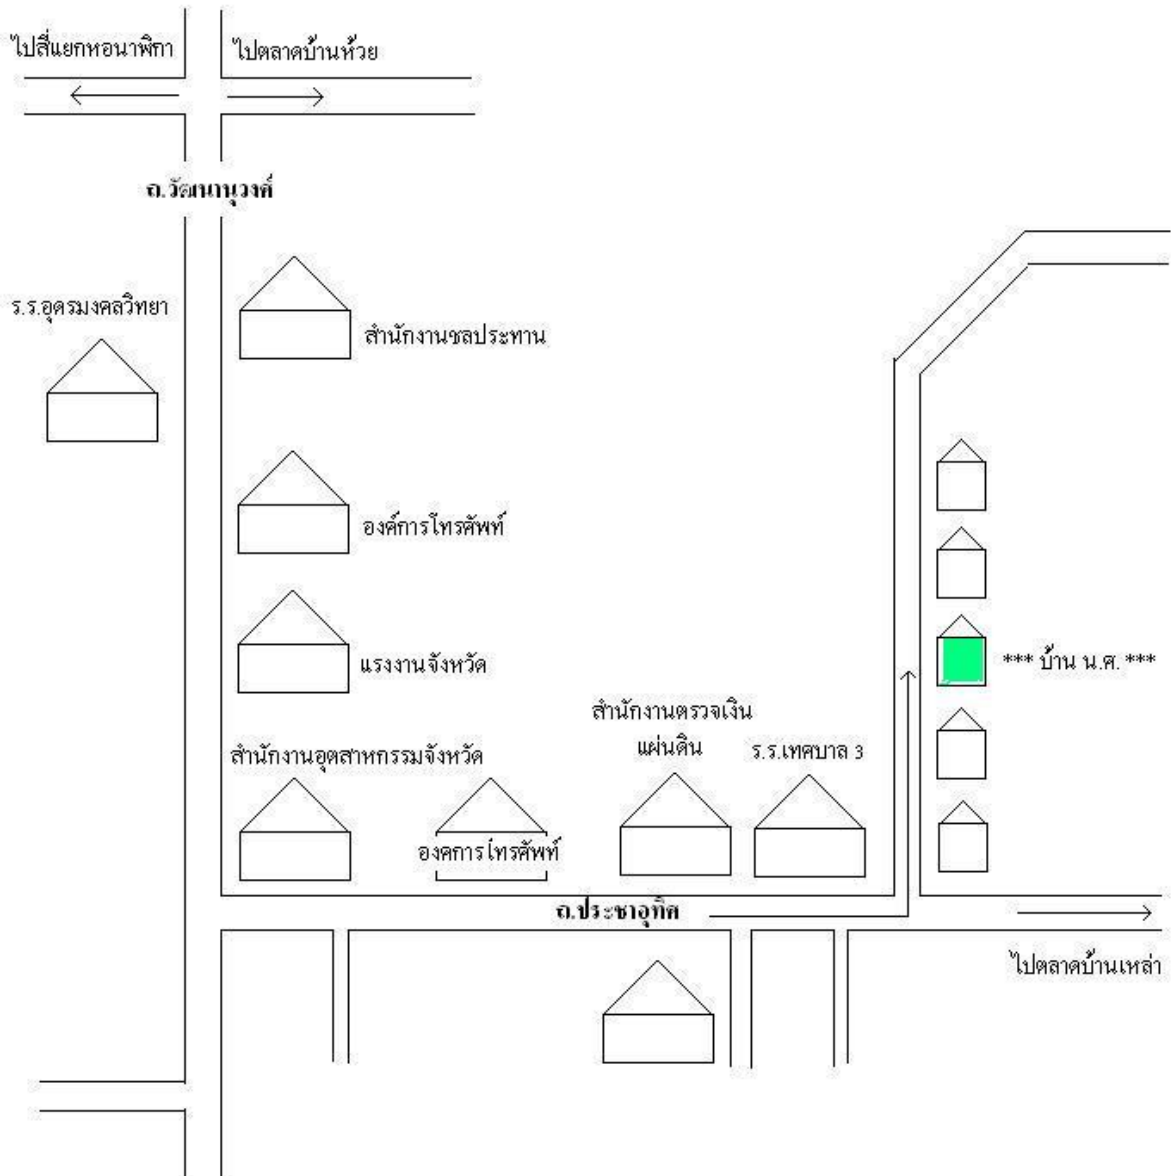 ไปสี่แยกหอนาฬิกา
ไปตลาดบ้านห้วย
ถ.วัฒนานุวงศ์
ร.ร.อุดรมงคลวิทยา
สำนักงานชลประทาน
องค์การโทรศัพท์
แรงงานจังหวัด
*** บ้าน น.ศ. ***
สำนักงานตรวจเงิน
แผ่นดิน
ร.ร.เทศบาล 3
สำนักงานอุตสาหกรรมจังหวัด
องคการโทรศัพท์
ถ.ประชาอุทิศ
ไปตลาดบ้านเหล่า